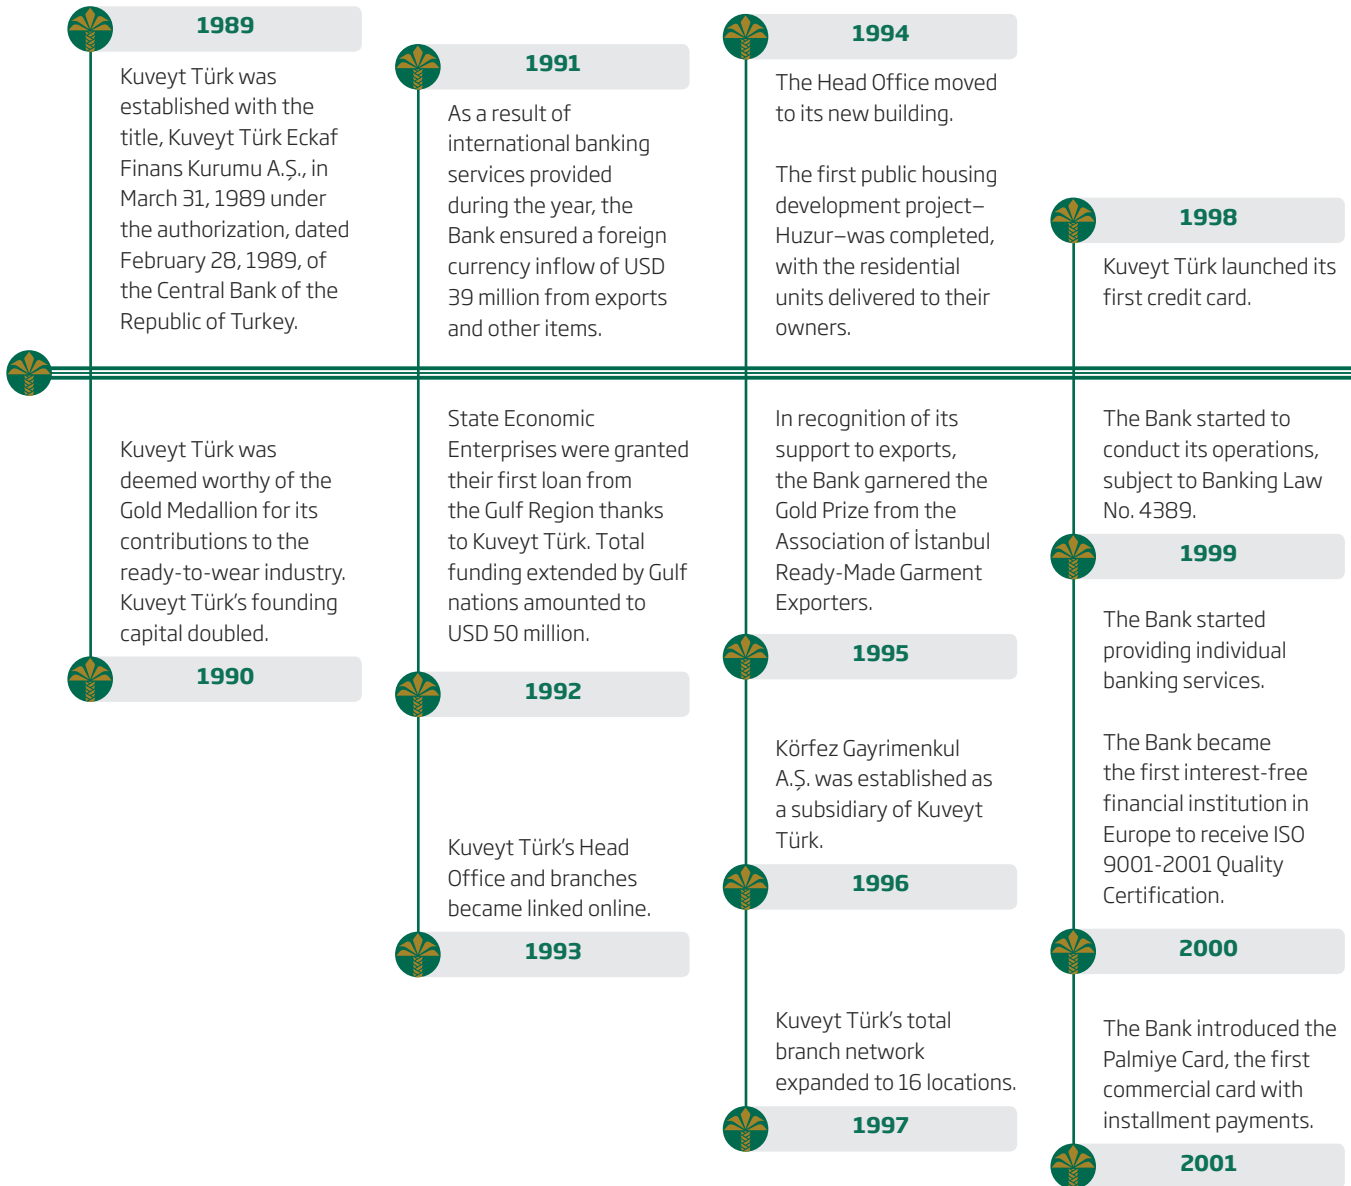 1989
Kuveyt Türk was
established with the
title, Kuveyt Türk Eckaf
Finans Kurumu A.Ş., in
March 31, 1989 under
the authorization, dated
February 28, 1989, of
the Central Bank of the
Republic of Turkey.
Kuveyt Türk was
deemed worthy of the
Gold Medallion for its
contributions to the
ready-to-wear industry.
Kuveyt Türk's founding
capital doubled.
1990
1991
As a result of
international banking
services provided
during the year, the
Bank ensured a foreign
currency inflow of USD
39 million from exports
and other items.
State Economic
Enterprises were granted
their first loan from
the Gulf Region thanks
to Kuveyt Türk. Total
funding extended by Gulf
nations amounted to
USD 50 million.
1992
Kuveyt Türk's Head
Office and branches
became linked online.
1993
1994
The Head Office moved
to its new building.
The first public housing
development project–
Huzur–was completed,
with the residential
units delivered to their
owners.
In recognition of its
support to exports,
the Bank garnered the
Gold Prize from the
Association of İstanbul
Ready-Made Garment
Exporters.
1995
Körfez Gayrimenkul
A.Ş. was established as
a subsidiary of Kuveyt
Türk.
1996
Kuveyt Türk's total
branch network
expanded to 16 locations.
1997
1998
Kuveyt Türk launched its
first credit card.
The Bank started to
conduct its operations,
subject to Banking Law
No. 4389.
1999
The Bank started
providing individual
banking services.
The Bank became
the first interest-free
financial institution in
Europe to receive ISO
9001-2001 Quality
Certification.
2000
The Bank introduced the
Palmiye Card, the first
commercial card with
installment payments.
2001